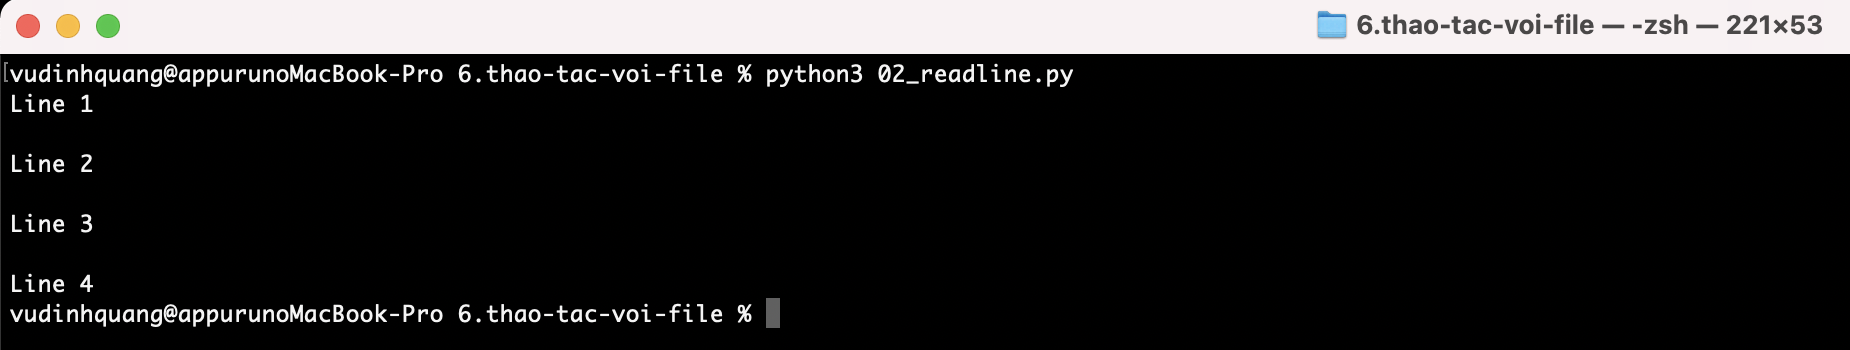 6.thao-tac-voi-file — -zsh — 221×53
[vudinhquang@appurunoMacBook-Pro 6.thao-tac-voi-file % python3 02_readline.py
Line 1
Line 2
Line 3
Line 4
vudinhquang@appurunoMacBook-Pro 6.thao-tac-voi-file %